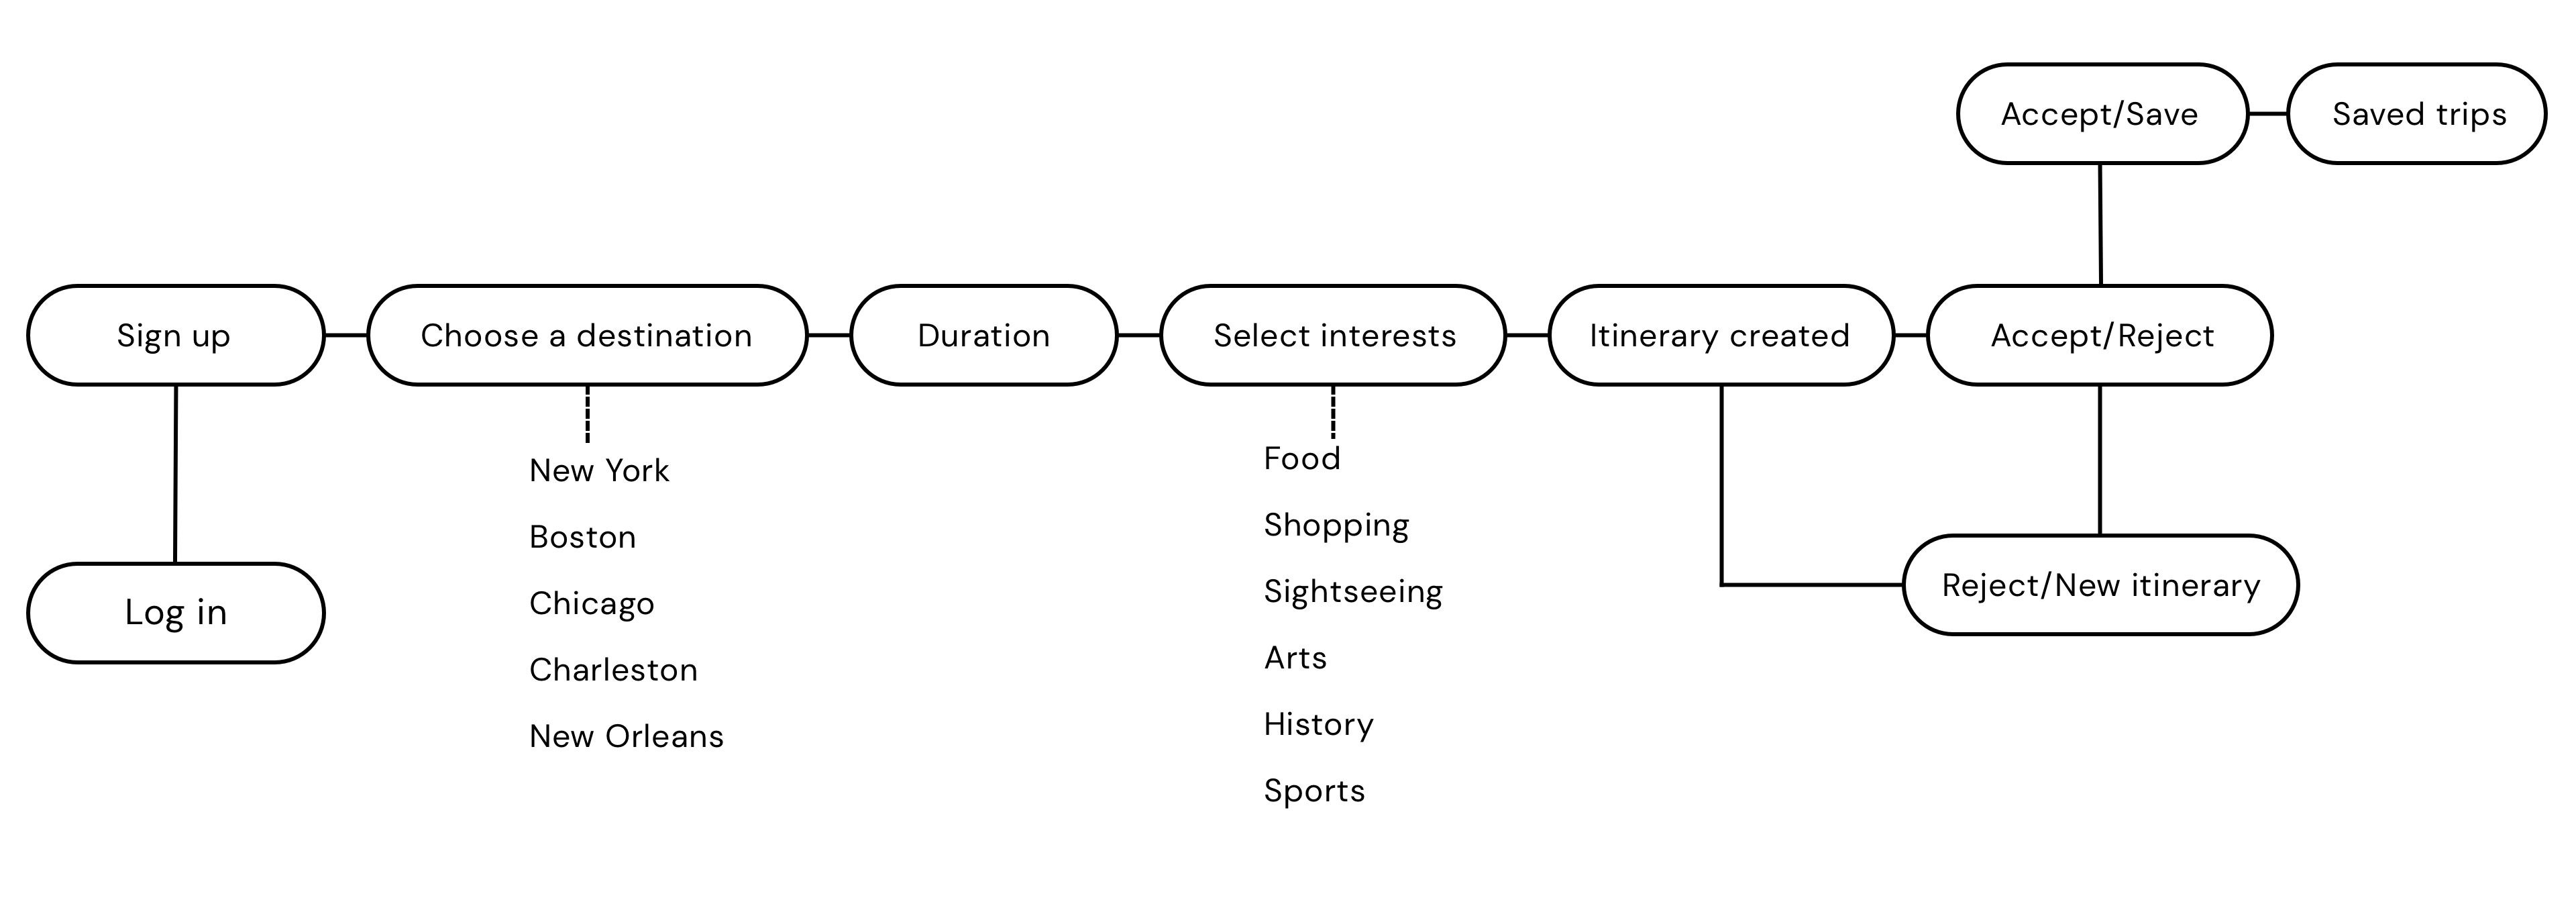 Accept/Save
Saved trips
Sign up
Choose a destination
Duration
Select interests
Itinerary created
Accept/Reject
Log in
New York
Boston
Chicago
Charleston
New Orleans
Food
Shopping
Sightseeing
Arts
History
Sports
Reject/New itinerary